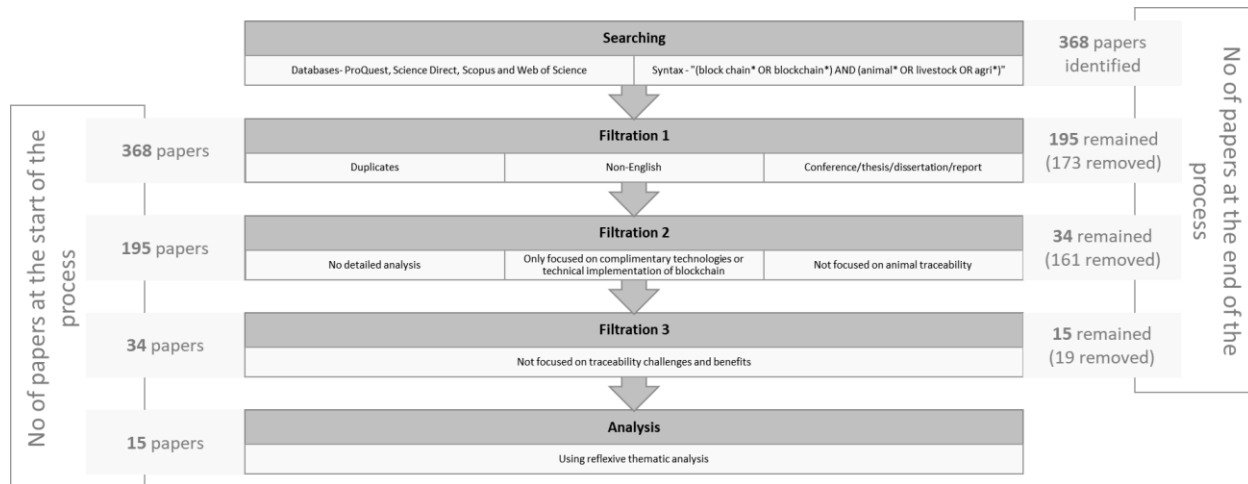 Searching
Databases- ProQuest, Science Direct, Scopus and Web of Science
Syntax - "(block chain* OR blockchain*) AND (animal* OR livestock OR agri*)"
368 papers
identified
No of papers at the start of the
process
No of papers at the end of the
process
368 papers
Filtration 1
Duplicates
Non-English
Conference/thesis/dissertation/report
195 remained
(173 removed)
195 papers
Filtration 2
No detailed analysis
Only focused on complimentary technologies or
technical implementation of blockchain
Not focused on animal traceability
34 remained
(161 removed)
34 papers
Filtration 3
Not focused on traceability challenges and benefits
15 remained
(19 removed)
15 papers
Analysis
Using reflexive thematic analysis